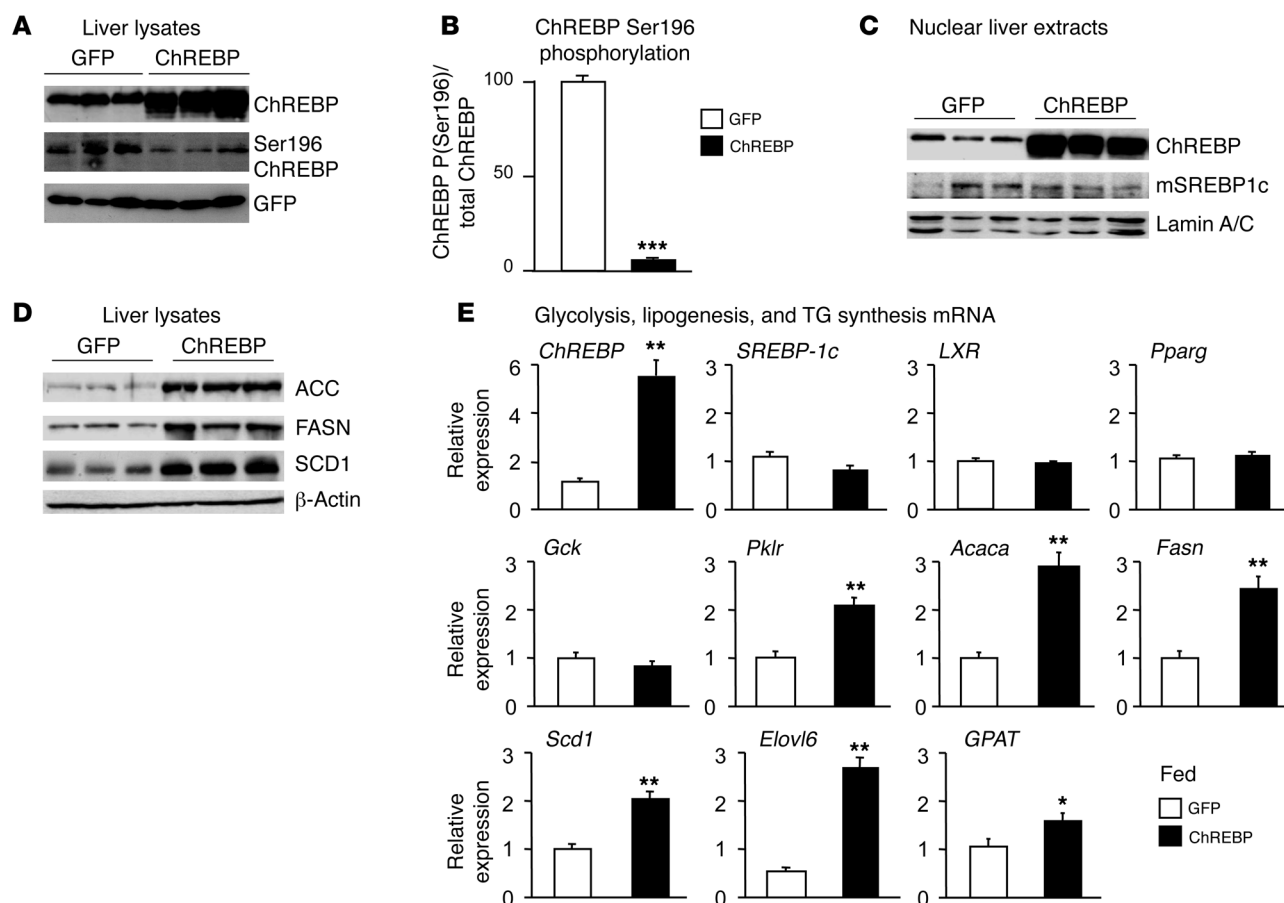 A
Liver lysates
GFP ChREBP
ChREBP
Ser196
ChREBP
GFP
B
ChREBP Ser196
phosphorylation
ChREBP P(Ser196)/
total ChREBP
100
50
0
***
GFP
ChREBP
C
Nuclear liver extracts
GFP ChREBP
ChREBP
mSREBP1c
Lamin A/C
D
Liver lysates
GFP ChREBP
ACC
FASN
SCD1
β-Actin
E
Glycolysis, lipogenesis, and TG synthesis mRNA
Relative
expression
ChREBP
6
4
2
0
**
SREBP-1c
3
2
1
0
LXR
3
2
1
0
Pparg
3
2
1
0
Relative
expression
Gck
3
2
1
0
Pklr
3
2
1
0
**
Acaca
3
2
1
0
**
Fasn
3
2
1
0
**
Relative
expression
Scd1
3
2
1
0
**
Elovl6
3
2
1
0
**
GPAT
3
2
1
0
*
Fed
GFP
ChREBP